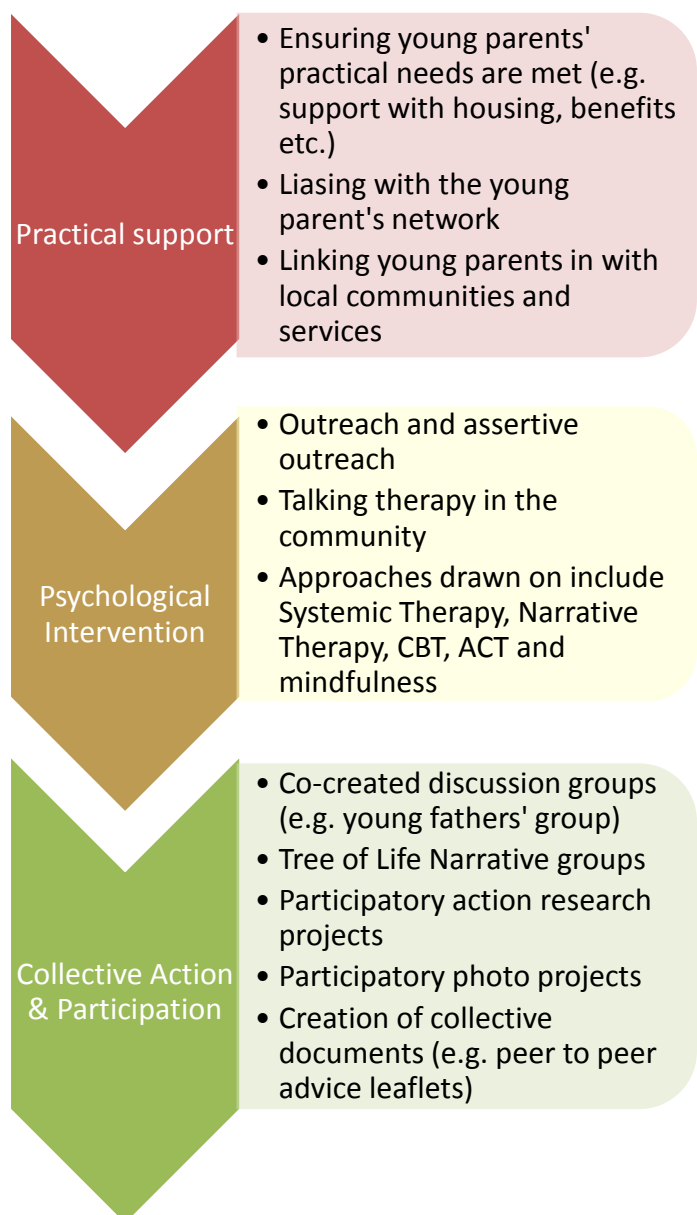 Practical support
• Ensuring young parents'
practical needs are met (e.g.
support with housing, benefits
etc.)
• Liasing with the young
parent's network
• Linking young parents in with
local communities and
services
Psychological
Intervention
• Outreach and assertive
outreach
• Talking therapy in the
community
• Approaches drawn on include
Systemic Therapy, Narrative
Therapy, CBT, ACT and
mindfulness
Collective Action
& Participation
• Co-created discussion groups
(e.g. young fathers' group)
• Tree of Life Narrative groups
• Participatory action research
projects
• Participatory photo projects
• Creation of collective
documents (e.g. peer to peer
advice leaflets)